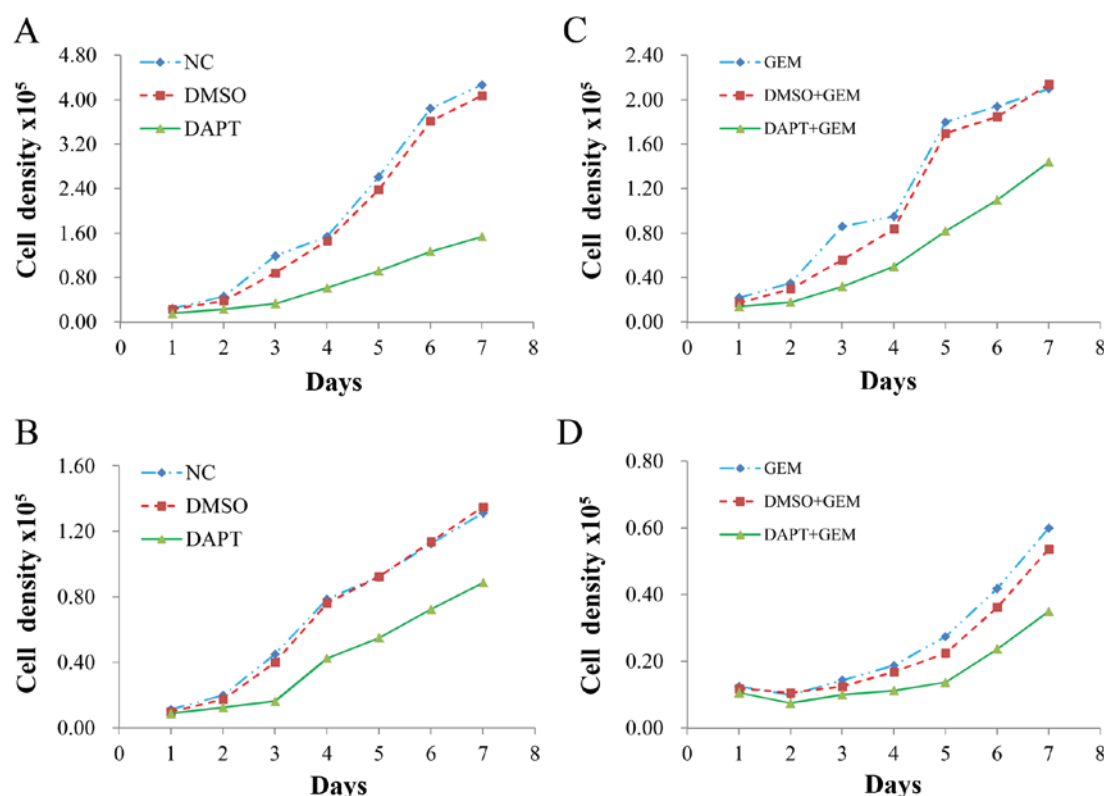 A
Cell density x10⁵
4.80
4.00
3.20
2.40
1.60
0.80
0.00
NC
DMSO
DAPT
0 1 2 3 4 5 6 7 8
Days
C
Cell density x10⁵
2.40
2.00
1.60
1.20
0.80
0.40
0.00
GEM
DMSO+GEM
DAPT+GEM
0 1 2 3 4 5 6 7 8
Days
B
Cell density x10⁵
1.60
1.20
0.80
0.40
0.00
NC
DMSO
DAPT
0 1 2 3 4 5 6 7 8
Days
D
Cell density x10⁵
0.80
0.60
0.40
0.20
0.00
GEM
DMSO+GEM
DAPT+GEM
0 1 2 3 4 5 6 7 8
Days